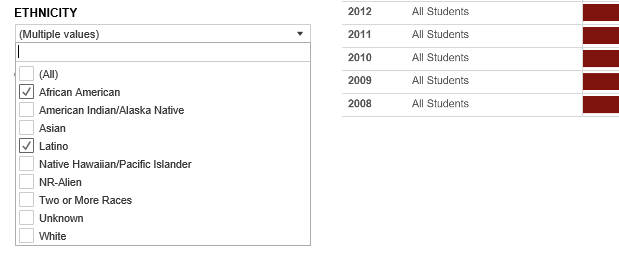 ETHNICITY
(Multiple values)
(All)
African American
American Indian/Alaska Native
Asian
Latino
Native Hawaiian/Pacific Islander
NR-Alien
Two or More Races
Unknown
White
2012 All Students
2011 All Students
2010 All Students
2009 All Students
2008 All Students